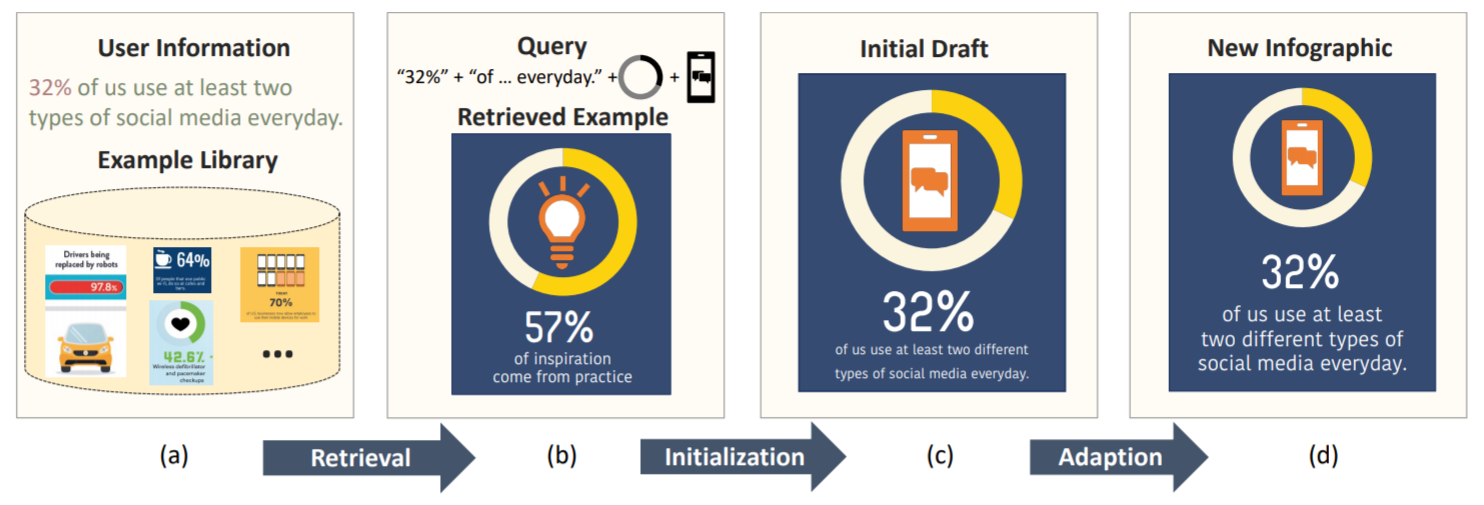 User Information
32% of us use at least two
types of social media everyday.
Example Library
Drivers being
replaced by robots
97.8%
64%
70%
42.6%
Wireless defibrillator
and pacemaker
checkups
(a)
Retrieval
Query
“32%” + “of ... everyday.” + +
Retrieved Example
57%
of inspiration
come from practice
(b)
Initialization
Initial Draft
32%
of us use at least two different
types of social media everyday.
(c)
Adaption
New Infographic
32%
of us use at least
two different types of
social media everyday.
(d)